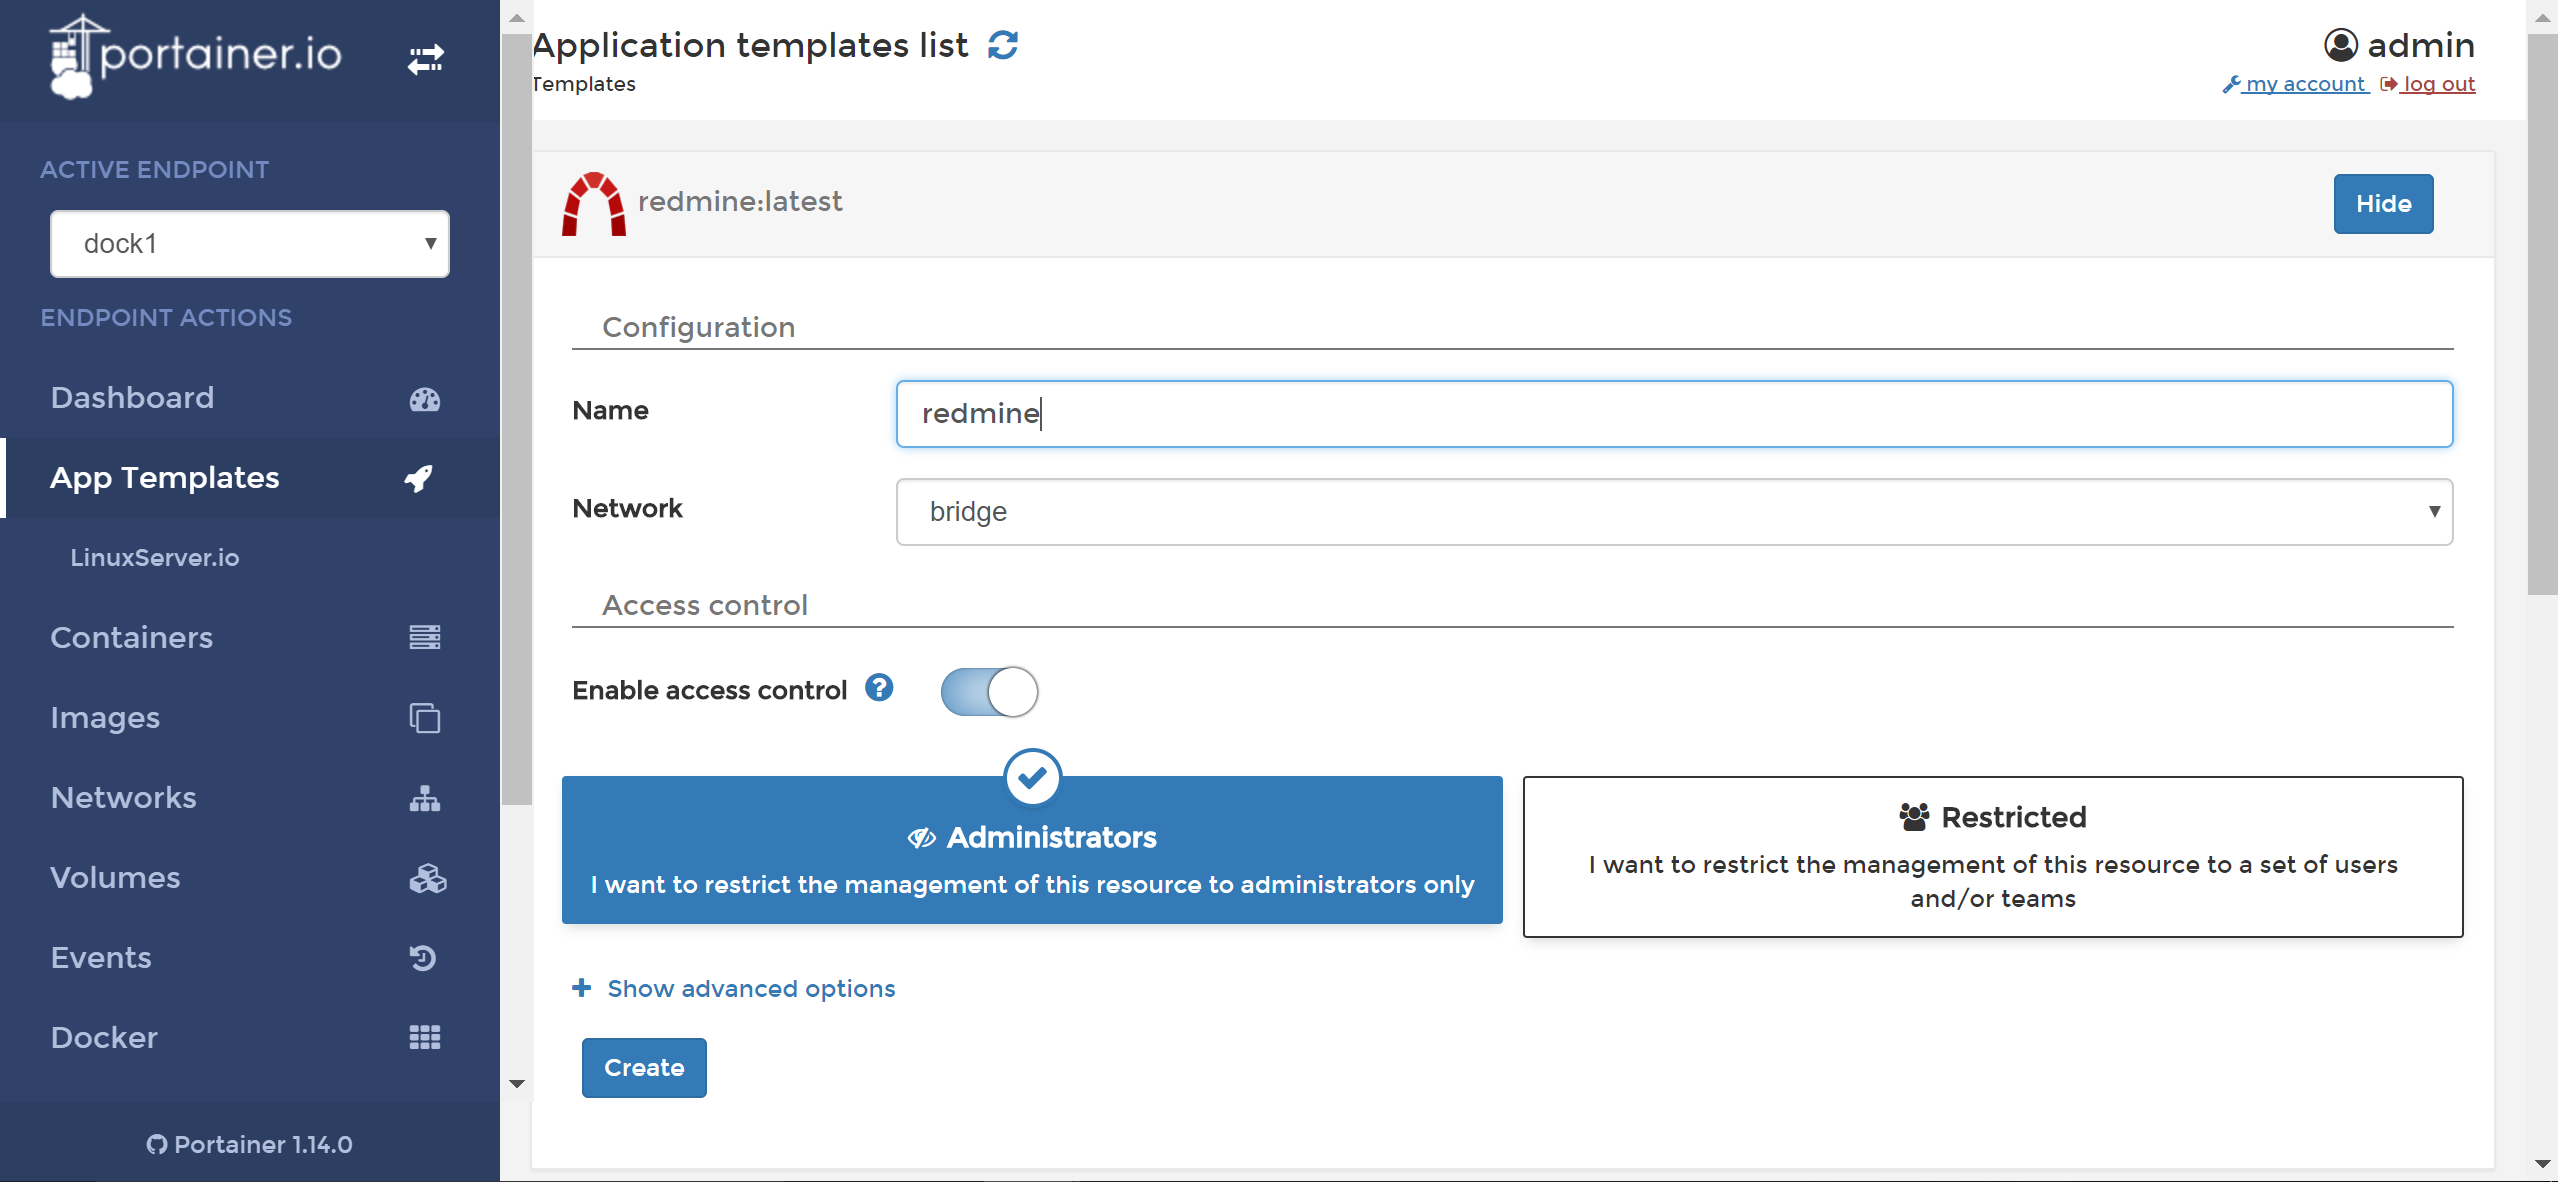 portainer.io
ACTIVE ENDPOINT
dock1
ENDPOINT ACTIONS
Dashboard
App Templates
LinuxServer.io
Containers
Images
Networks
Volumes
Events
Docker
Portainer 1.14.0
Application templates list
Templates
admin
my account log out
redmine:latest
Hide
Configuration
Name redmine
Network bridge
Access control
Enable access control ?
Administrators
I want to restrict the management of this resource to administrators only
Restricted
I want to restrict the management of this resource to a set of users
and/or teams
+ Show advanced options
Create